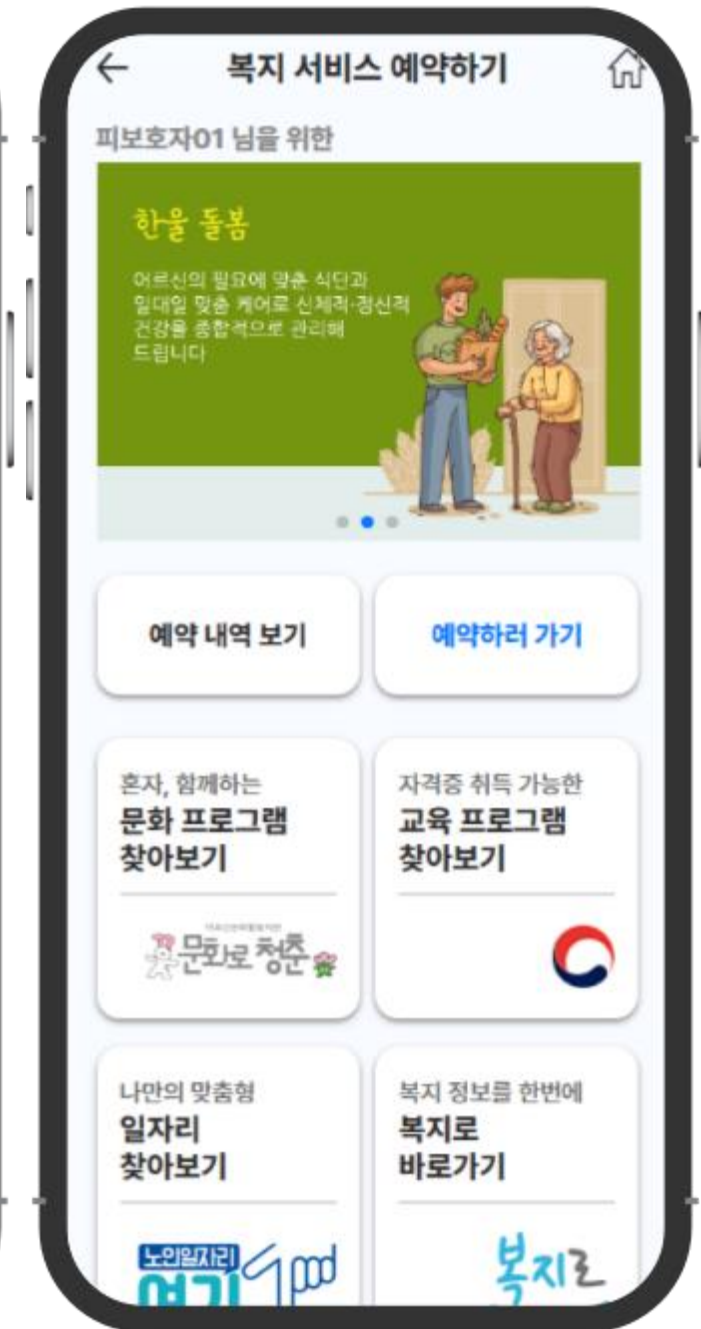 복지 서비스 예약하기
피보호자01 님을 위한
한울 돌봄
어르신의 필요에 맞춘 식단과
일대일 맞춤 케어로 신체적·정신적
건강을 종합적으로 관리해
드립니다
예약 내역 보기
예약하러 가기
혼자, 함께하는
문화 프로그램
찾아보기
문화로 청춘
자격증 취득 가능한
교육 프로그램
찾아보기
나만의 맞춤형
일자리
찾아보기
노인일자리
여기
복지 정보를 한번에
복지로
바로가기
복지로